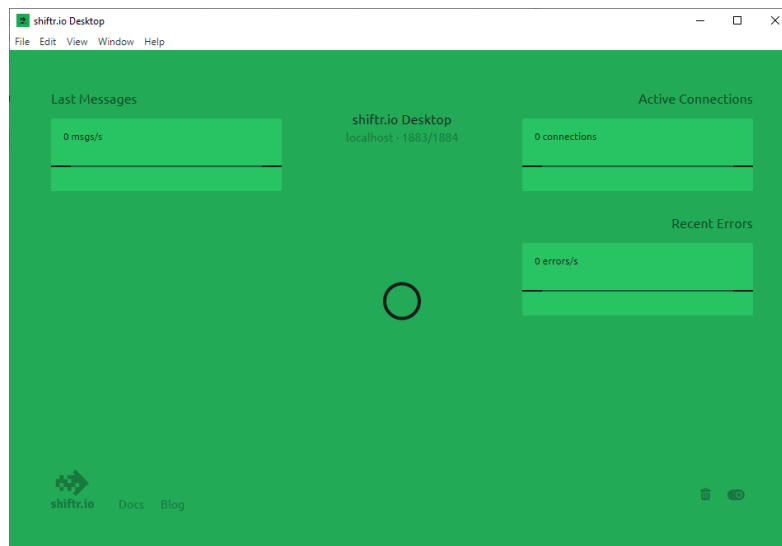 shiftr.io Desktop
File Edit View Window Help
Last Messages
0 msgs/s
shiftr.io Desktop
localhost · 1883/1884
Active Connections
0 connections
Recent Errors
0 errors/s
shiftr.io
Docs Blog